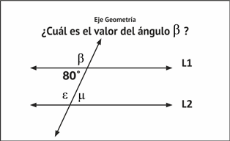 Eje Geometría
¿Cuál es el valor del ángulo β ?
β
L1
80°
ε μ
L2